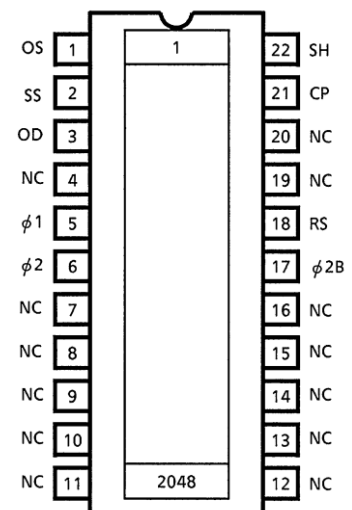 OS 1 1 22 SH
SS 2 21 CP
OD 3 20 NC
NC 4 19 NC
ϕ1 5 18 RS
ϕ2 6 17 ϕ2B
NC 7 16 NC
NC 8 15 NC
NC 9 14 NC
NC 10 13 NC
NC 11 2048 12 NC